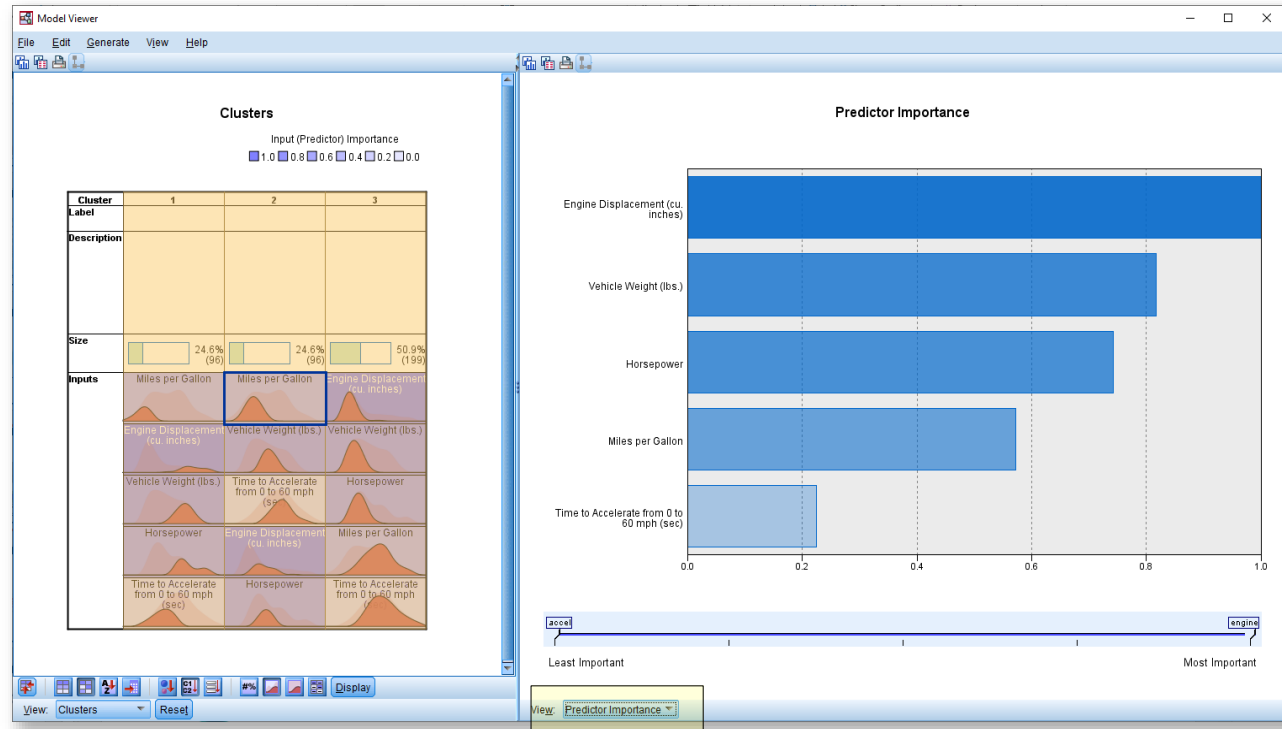 Model Viewer
File Edit Generate View Help
Clusters
Input (Predictor) Importance
1.0 0.8 0.6 0.4 0.2 0.0
Cluster 1 2 3
Label
Description
Size 24.6% 24.6% 50.9%
(96) (96) (199)
Inputs Miles per Gallon Miles per Gallon Engine Displacement
(cu. inches)
Engine Displacement Vehicle Weight (lbs.) Vehicle Weight (lbs.)
(cu. inches)
Vehicle Weight (lbs.) Time to Accelerate Horsepower
from 0 to 60 mph
(sec)
Horsepower Engine Displacement Miles per Gallon
(cu. inches)
Time to Accelerate Horsepower Time to Accelerate
from 0 to 60 mph from 0 to 60 mph
(sec) (sec)
#% Display
View: Clusters Reset
Predictor Importance
Engine Displacement (cu.
inches)
Vehicle Weight (lbs.)
Horsepower
Miles per Gallon
Time to Accelerate from 0 to
60 mph (sec)
0.0 0.2 0.4 0.6 0.8 1.0
accel engine
Least Important Most Important
View: Predictor Importance